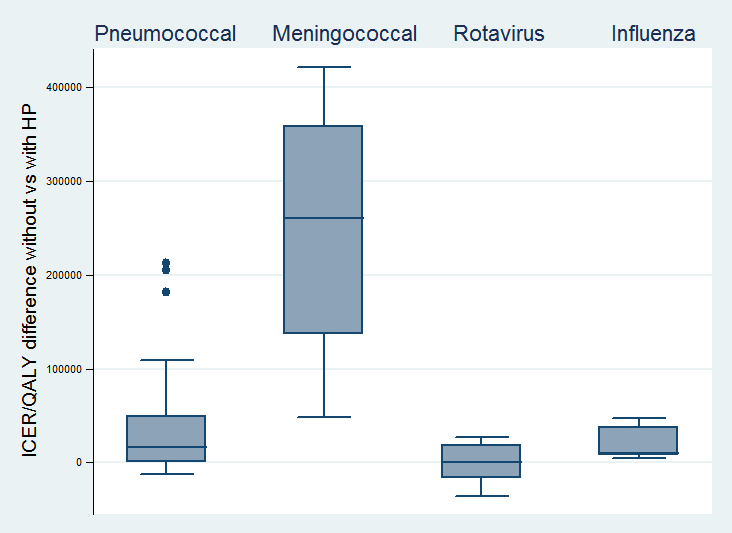 Pneumococcal Meningococcal Rotavirus Influenza
ICER/QALY difference without vs with HP
400000
300000
200000
100000
0